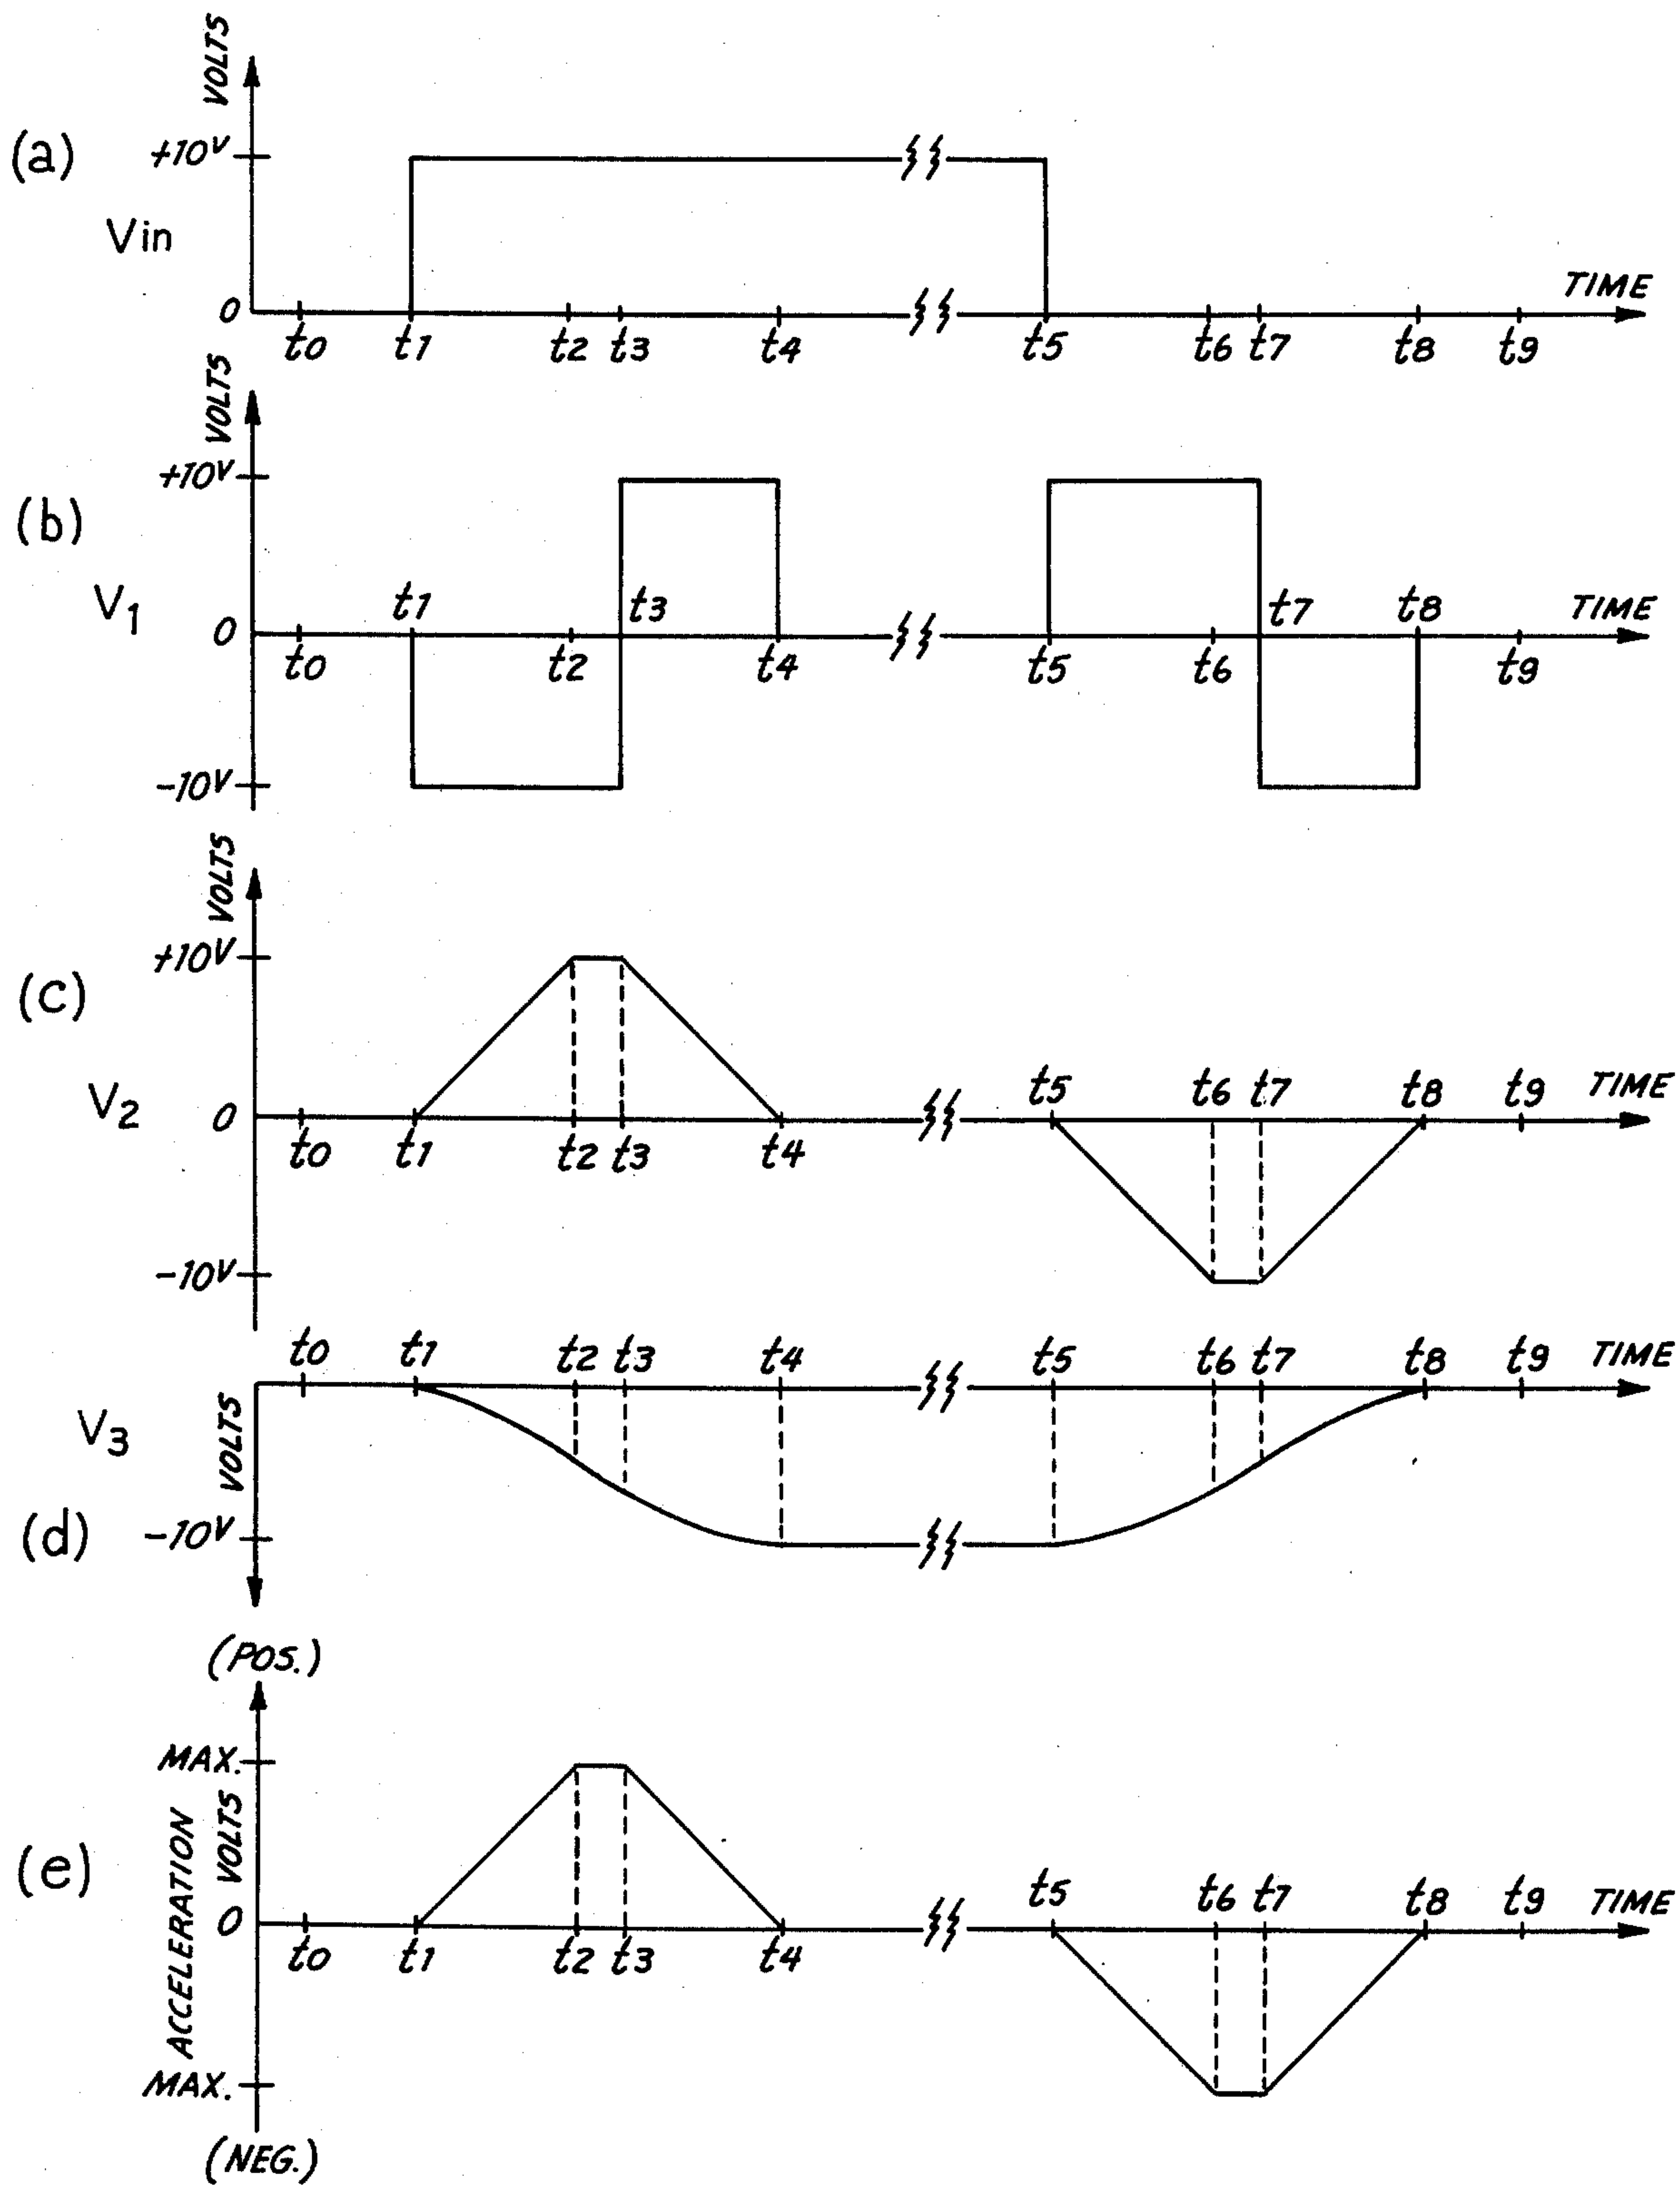 (a)
Vin
VOLTS
+10V
0
t0 t1 t2 t3 t4 t5 t6 t7 t8 t9
TIME
(b)
V1
VOLTS
+10V
0
-10V
t1 t3 t7 t8
TIME
t0 t2 t4 t5 t6 t9
(c)
V2
VOLTS
+10V
0
-10V
t5 t6 t7 t8 t9
TIME
t0 t1 t2 t3 t4
t0 t1 t2 t3 t4 t5 t6 t7 t8 t9
TIME
V3
VOLTS
(d)
-10V
(POS.)
MAX.
(e)
ACCELERATION
VOLTS
0
t5 t6 t7 t8 t9
TIME
t0 t1 t2 t3 t4
MAX.
(NEG.)